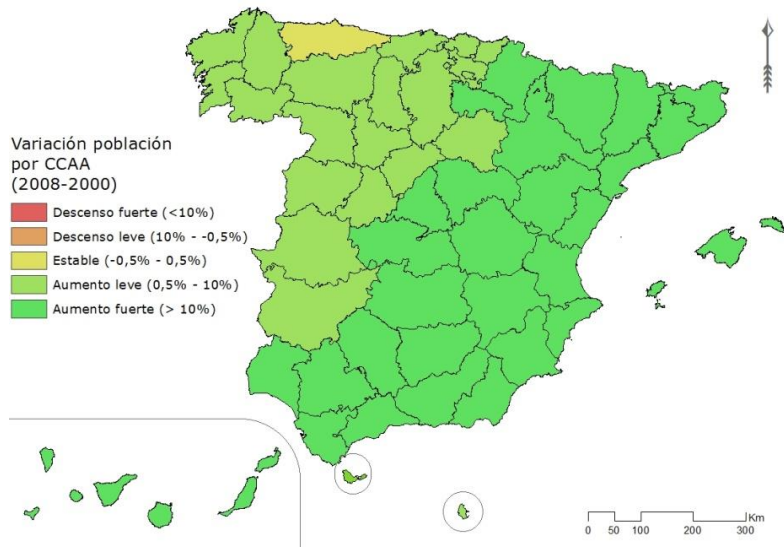 Variación población
por CCAA
(2008-2000)
Descenso fuerte (<10%)
Descenso leve (10% - -0,5%)
Estable (-0,5% - 0,5%)
Aumento leve (0,5% - 10%)
Aumento fuerte (> 10%)
Km
0 50 100 200 300